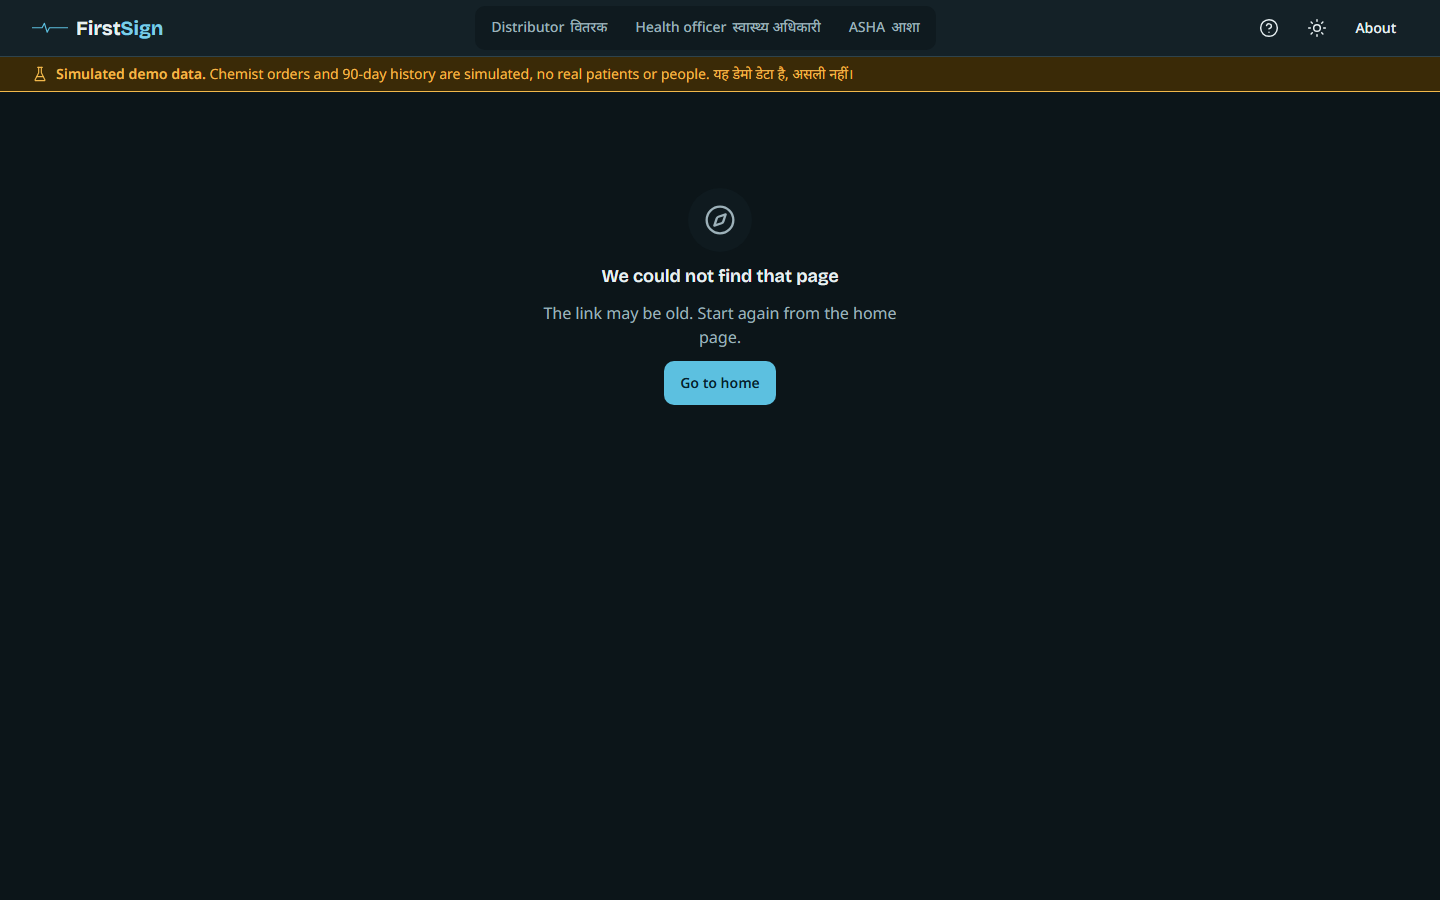 FirstSign
Distributor वितरक Health officer स्वास्थ्य अधिकारी ASHA आशा
About
Simulated demo data. Chemist orders and 90-day history are simulated, no real patients or people. यह डेमो डेटा है, असली नहीं।
We could not find that page
The link may be old. Start again from the home
page.
Go to home